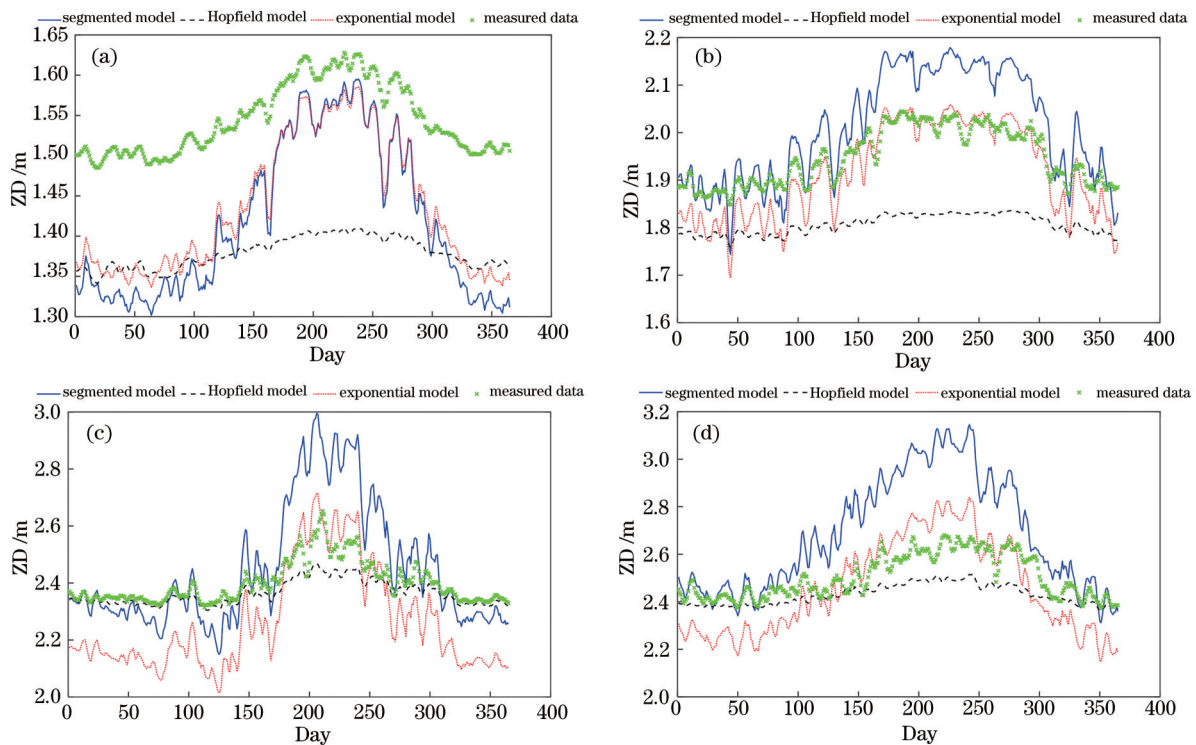 segmented model Hopfield model exponential model measured data
(a)
ZD /m
1.65
1.60
1.55
1.50
1.45
1.40
1.35
1.30
0 50 100 150 200 250 300 350 400
Day
segmented model Hopfield model exponential model measured data
(b)
ZD /m
2.2
2.1
2.0
1.9
1.8
1.7
1.6
0 50 100 150 200 250 300 350 400
Day
segmented model Hopfield model exponential model measured data
(c)
ZD /m
3.0
2.8
2.6
2.4
2.2
2.0
0 50 100 150 200 250 300 350 400
Day
segmented model Hopfield model exponential model measured data
(d)
ZD /m
3.2
3.0
2.8
2.6
2.4
2.2
2.0
0 50 100 150 200 250 300 350 400
Day